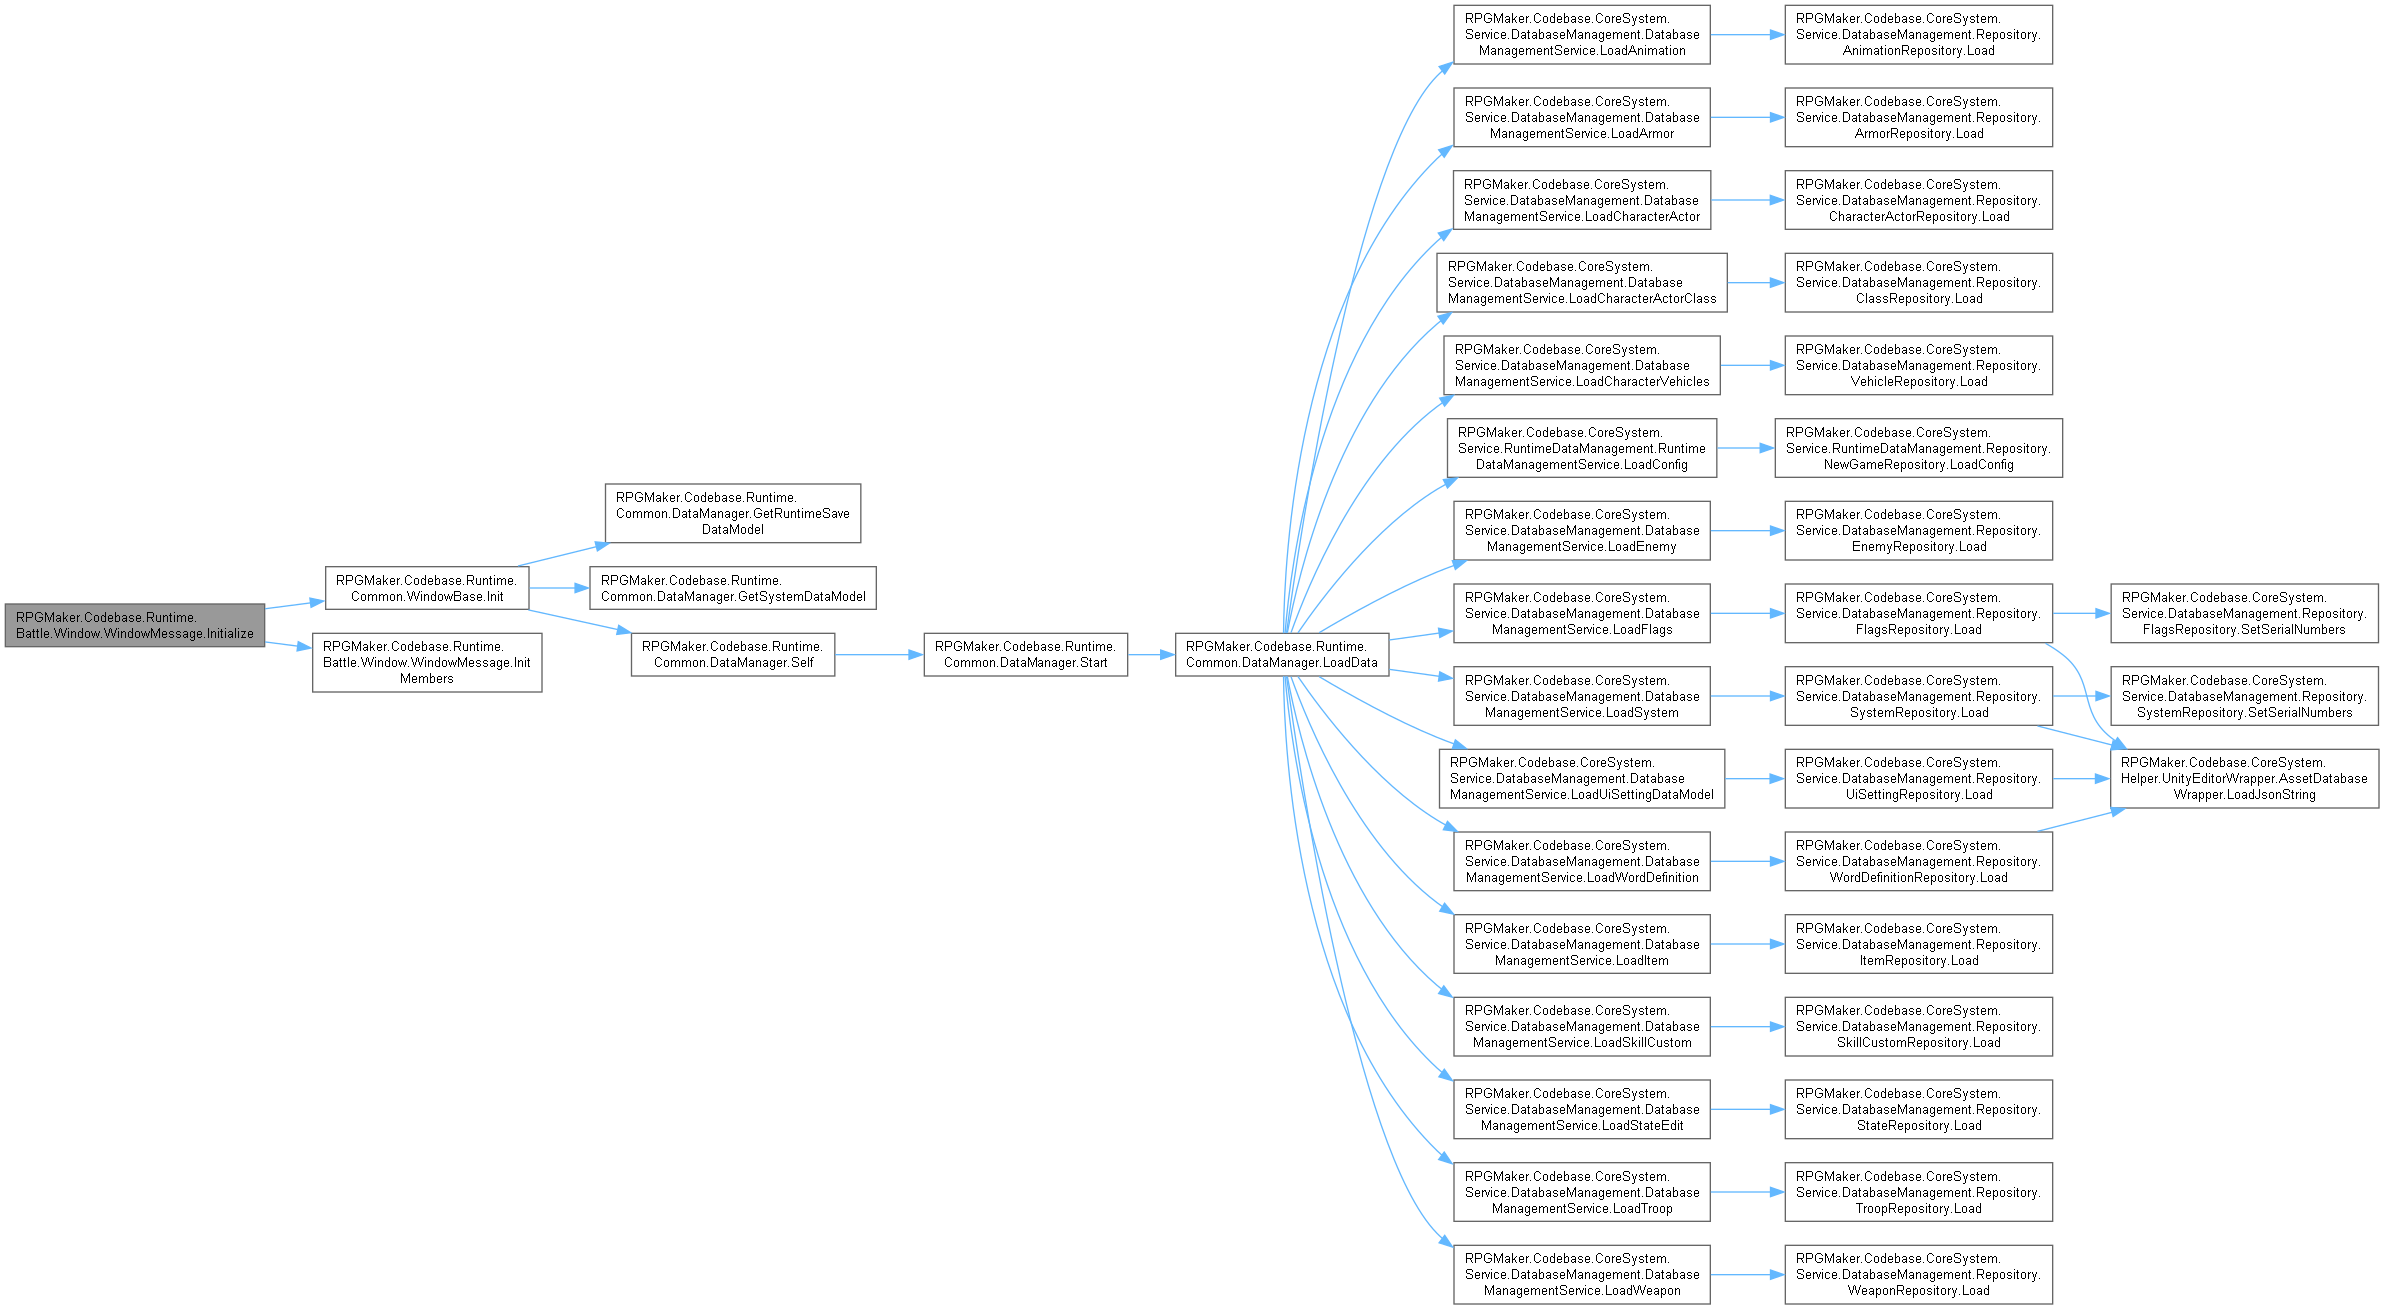 RPGMaker.Codebase.Runtime.
Battle.Window.WindowMessage.Initialize
RPGMaker.Codebase.Runtime.
Common.WindowBase.Init
RPGMaker.Codebase.Runtime.
Battle.Window.WindowMessage.Init
Members
RPGMaker.Codebase.Runtime.
Common.DataManager.GetRuntimeSave
DataModel
RPGMaker.Codebase.Runtime.
Common.DataManager.GetSystemDataModel
RPGMaker.Codebase.Runtime.
Common.DataManager.Self
RPGMaker.Codebase.Runtime.
Common.DataManager.Start
RPGMaker.Codebase.Runtime.
Common.DataManager.LoadData
RPGMaker.Codebase.CoreSystem.
Service.DatabaseManagement.Database
ManagementService.LoadAnimation
RPGMaker.Codebase.CoreSystem.
Service.DatabaseManagement.Repository.
AnimationRepository.Load
RPGMaker.Codebase.CoreSystem.
Service.DatabaseManagement.Database
ManagementService.LoadArmor
RPGMaker.Codebase.CoreSystem.
Service.DatabaseManagement.Repository.
ArmorRepository.Load
RPGMaker.Codebase.CoreSystem.
Service.DatabaseManagement.Database
ManagementService.LoadCharacterActor
RPGMaker.Codebase.CoreSystem.
Service.DatabaseManagement.Repository.
CharacterActorRepository.Load
RPGMaker.Codebase.CoreSystem.
Service.DatabaseManagement.Database
ManagementService.LoadCharacterActorClass
RPGMaker.Codebase.CoreSystem.
Service.DatabaseManagement.Repository.
ClassRepository.Load
RPGMaker.Codebase.CoreSystem.
Service.DatabaseManagement.Database
ManagementService.LoadCharacterVehicles
RPGMaker.Codebase.CoreSystem.
Service.DatabaseManagement.Repository.
VehicleRepository.Load
RPGMaker.Codebase.CoreSystem.
Service.RuntimeDataManagement.Runtime
DataManagementService.LoadConfig
RPGMaker.Codebase.CoreSystem.
Service.RuntimeDataManagement.Repository.
NewGameRepository.LoadConfig
RPGMaker.Codebase.CoreSystem.
Service.DatabaseManagement.Database
ManagementService.LoadEnemy
RPGMaker.Codebase.CoreSystem.
Service.DatabaseManagement.Repository.
EnemyRepository.Load
RPGMaker.Codebase.CoreSystem.
Service.DatabaseManagement.Database
ManagementService.LoadFlags
RPGMaker.Codebase.CoreSystem.
Service.DatabaseManagement.Repository.
FlagsRepository.Load
RPGMaker.Codebase.CoreSystem.
Service.DatabaseManagement.Repository.
FlagsRepository.SetSerialNumbers
RPGMaker.Codebase.CoreSystem.
Service.DatabaseManagement.Database
ManagementService.LoadSystem
RPGMaker.Codebase.CoreSystem.
Service.DatabaseManagement.Repository.
SystemRepository.Load
RPGMaker.Codebase.CoreSystem.
Service.DatabaseManagement.Repository.
SystemRepository.SetSerialNumbers
RPGMaker.Codebase.CoreSystem.
Service.DatabaseManagement.Database
ManagementService.LoadUiSettingDataModel
RPGMaker.Codebase.CoreSystem.
Service.DatabaseManagement.Repository.
UiSettingRepository.Load
RPGMaker.Codebase.CoreSystem.
Helper.UnityEditorWrapper.AssetDatabase
Wrapper.LoadJsonString
RPGMaker.Codebase.CoreSystem.
Service.DatabaseManagement.Database
ManagementService.LoadWordDefinition
RPGMaker.Codebase.CoreSystem.
Service.DatabaseManagement.Repository.
WordDefinitionRepository.Load
RPGMaker.Codebase.CoreSystem.
Service.DatabaseManagement.Database
ManagementService.LoadItem
RPGMaker.Codebase.CoreSystem.
Service.DatabaseManagement.Repository.
ItemRepository.Load
RPGMaker.Codebase.CoreSystem.
Service.DatabaseManagement.Database
ManagementService.LoadSkillCustom
RPGMaker.Codebase.CoreSystem.
Service.DatabaseManagement.Repository.
SkillCustomRepository.Load
RPGMaker.Codebase.CoreSystem.
Service.DatabaseManagement.Database
ManagementService.LoadStateEdit
RPGMaker.Codebase.CoreSystem.
Service.DatabaseManagement.Repository.
StateRepository.Load
RPGMaker.Codebase.CoreSystem.
Service.DatabaseManagement.Database
ManagementService.LoadTroop
RPGMaker.Codebase.CoreSystem.
Service.DatabaseManagement.Repository.
TroopRepository.Load
RPGMaker.Codebase.CoreSystem.
Service.DatabaseManagement.Database
ManagementService.LoadWeapon
RPGMaker.Codebase.CoreSystem.
Service.DatabaseManagement.Repository.
WeaponRepository.Load